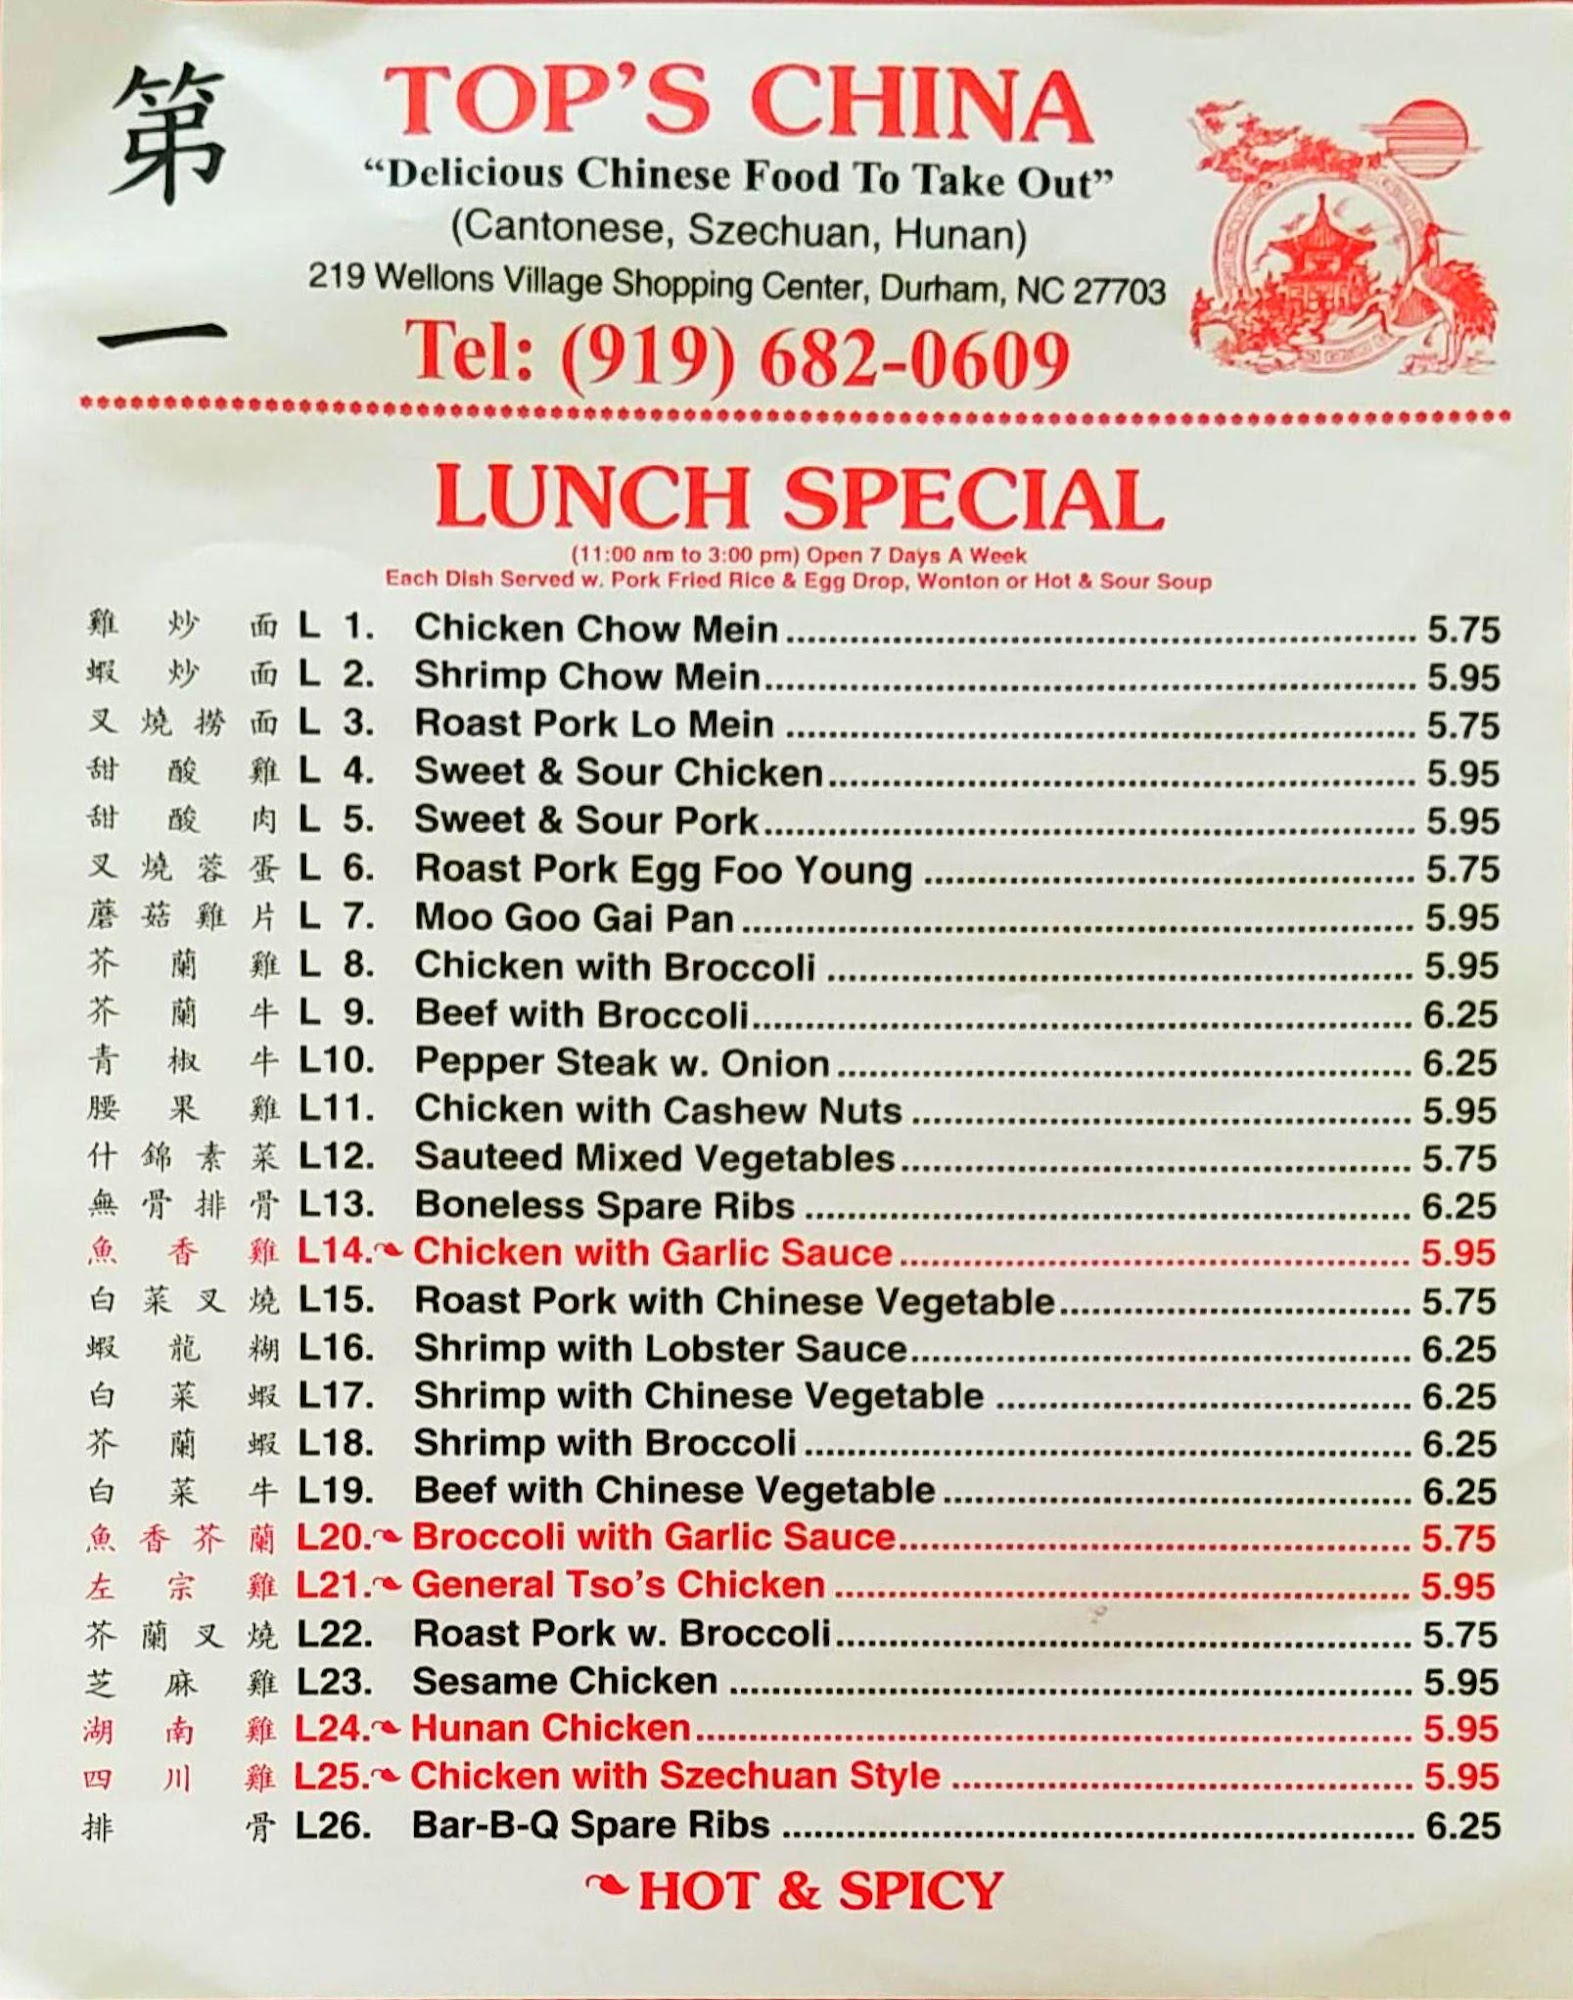 第一
TOP'S CHINA
“Delicious Chinese Food To Take Out”
(Cantonese, Szechuan, Hunan)
219 Wellons Village Shopping Center, Durham, NC 27703
Tel: (919) 682-0609
LUNCH SPECIAL
(11:00 am to 3:00 pm) Open 7 Days A Week
Each Dish Served w. Pork Fried Rice & Egg Drop, Wonton or Hot & Sour Soup
雞炒面 L 1. Chicken Chow Mein 5.75
蝦炒面 L 2. Shrimp Chow Mein 5.95
叉燒撈面 L 3. Roast Pork Lo Mein 5.75
甜酸雞 L 4. Sweet & Sour Chicken 5.95
甜酸肉 L 5. Sweet & Sour Pork 5.95
叉燒蓉蛋 L 6. Roast Pork Egg Foo Young 5.75
蘑菇雞片 L 7. Moo Goo Gai Pan 5.95
芥蘭雞 L 8. Chicken with Broccoli 5.95
芥蘭牛 L 9. Beef with Broccoli 6.25
青椒牛 L10. Pepper Steak w. Onion 6.25
腰果雞 L11. Chicken with Cashew Nuts 5.95
什錦素菜 L12. Sauteed Mixed Vegetables 5.75
無骨排骨 L13. Boneless Spare Ribs 6.25
魚香雞 L14. Chicken with Garlic Sauce 5.95
白菜叉燒 L15. Roast Pork with Chinese Vegetable 5.75
蝦龍糊 L16. Shrimp with Lobster Sauce 6.25
白菜蝦 L17. Shrimp with Chinese Vegetable 6.25
芥蘭蝦 L18. Shrimp with Broccoli 6.25
白菜牛 L19. Beef with Chinese Vegetable 6.25
魚香芥蘭 L20. Broccoli with Garlic Sauce 5.75
左宗雞 L21. General Tso's Chicken 5.95
芥蘭叉燒 L22. Roast Pork w. Broccoli 5.75
芝麻雞 L23. Sesame Chicken 5.95
湖南雞 L24. Hunan Chicken 5.95
四川雞 L25. Chicken with Szechuan Style 5.95
排骨 L26. Bar-B-Q Spare Ribs 6.25
HOT & SPICY